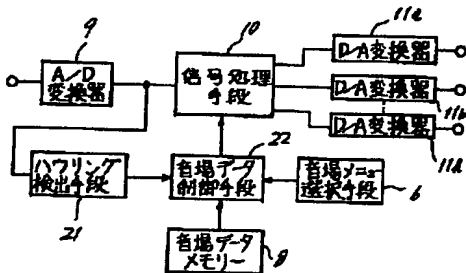 9
A/D
変換器
10
信号処理
手段
11a
D/A変換器
D/A変換器
11b
D/A変換器
11n
ハウリング
検出手段
21
22
音場データ
制御手段
音場メニュー
選択手段
6
音場データ
メモリー
8